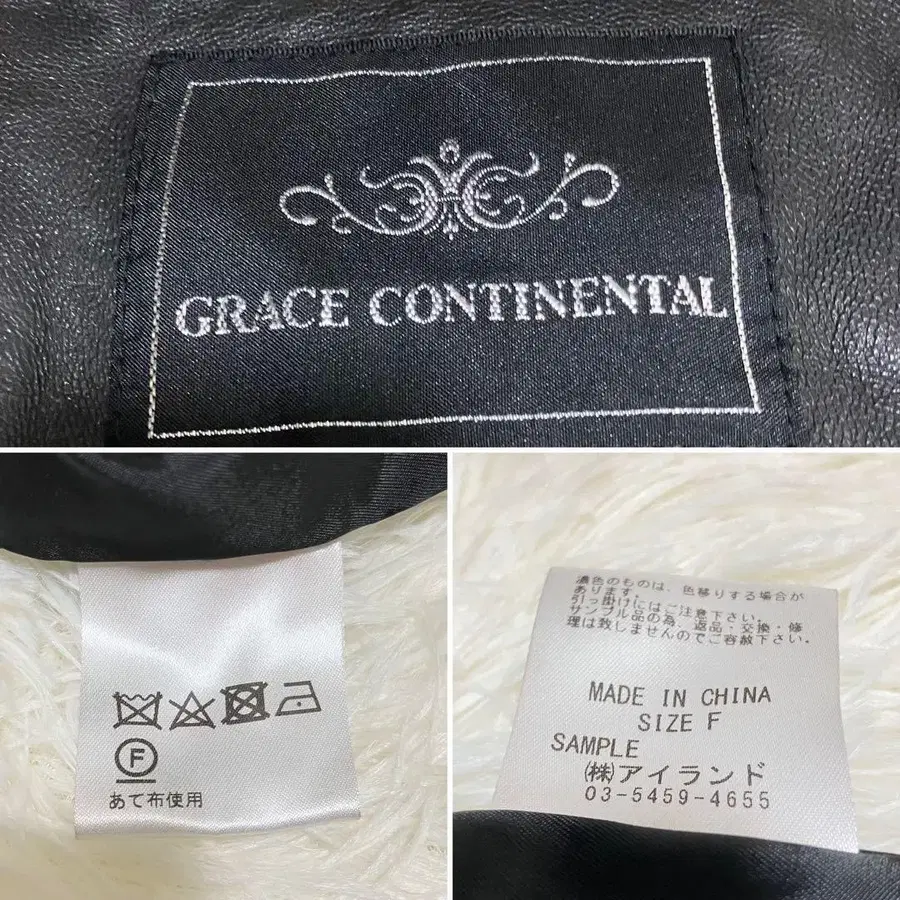 GRACE CONTINENTAL
F
あて布使用
濃色のものは、色移りする場合が
あります。
引っ掛けにはご注意下さい。
サンプル品の為、返品・交換・修
理は致しませんのでご容赦下さい。
MADE IN CHINA
SIZE F
SAMPLE
(株)アイランド
03-5459-4655